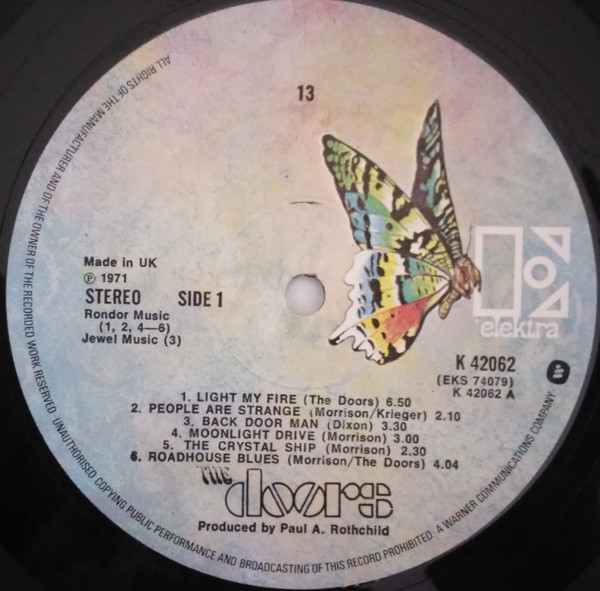 13
elektra
Made in UK
℗ 1971
STEREO SIDE 1
Rondor Music
(1, 2, 4—6)
Jewel Music (3)
K 42062
(EKS 74079)
K 42062 A
1. LIGHT MY FIRE (The Doors) 6.50
2. PEOPLE ARE STRANGE (Morrison/Krieger) 2.10
3. BACK DOOR MAN (Dixon) 3.30
4. MOONLIGHT DRIVE (Morrison) 3.00
5. THE CRYSTAL SHIP (Morrison) 2.30
6. ROADHOUSE BLUES (Morrison/The Doors) 4.04
THE
DOORS
Produced by Paul A. Rothchild
ALL RIGHTS OF THE MANUFACTURER AND OF THE OWNER OF THE RECORDED WORK RESERVED UNAUTHORISED COPYING PUBLIC PERFORMANCE AND BROADCASTING OF THIS RECORD PROHIBITED. A WARNER COMMUNICATIONS COMPANY